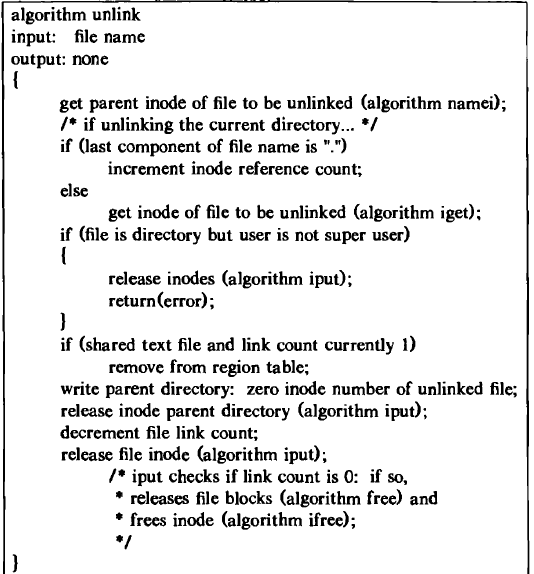 algorithm unlink
input: file name
output: none
{
get parent inode of file to be unlinked (algorithm namei);
/* if unlinking the current directory... */
if (last component of file name is ".")
increment inode reference count;
else
get inode of file to be unlinked (algorithm iget);
if (file is directory but user is not super user)
{
release inodes (algorithm iput);
return(error);
}
if (shared text file and link count currently 1)
remove from region table;
write parent directory: zero inode number of unlinked file;
release inode parent directory (algorithm iput);
decrement file link count;
release file inode (algorithm iput);
/* iput checks if link count is 0: if so,
* releases file blocks (algorithm free) and
* frees inode (algorithm ifree);
*/
}